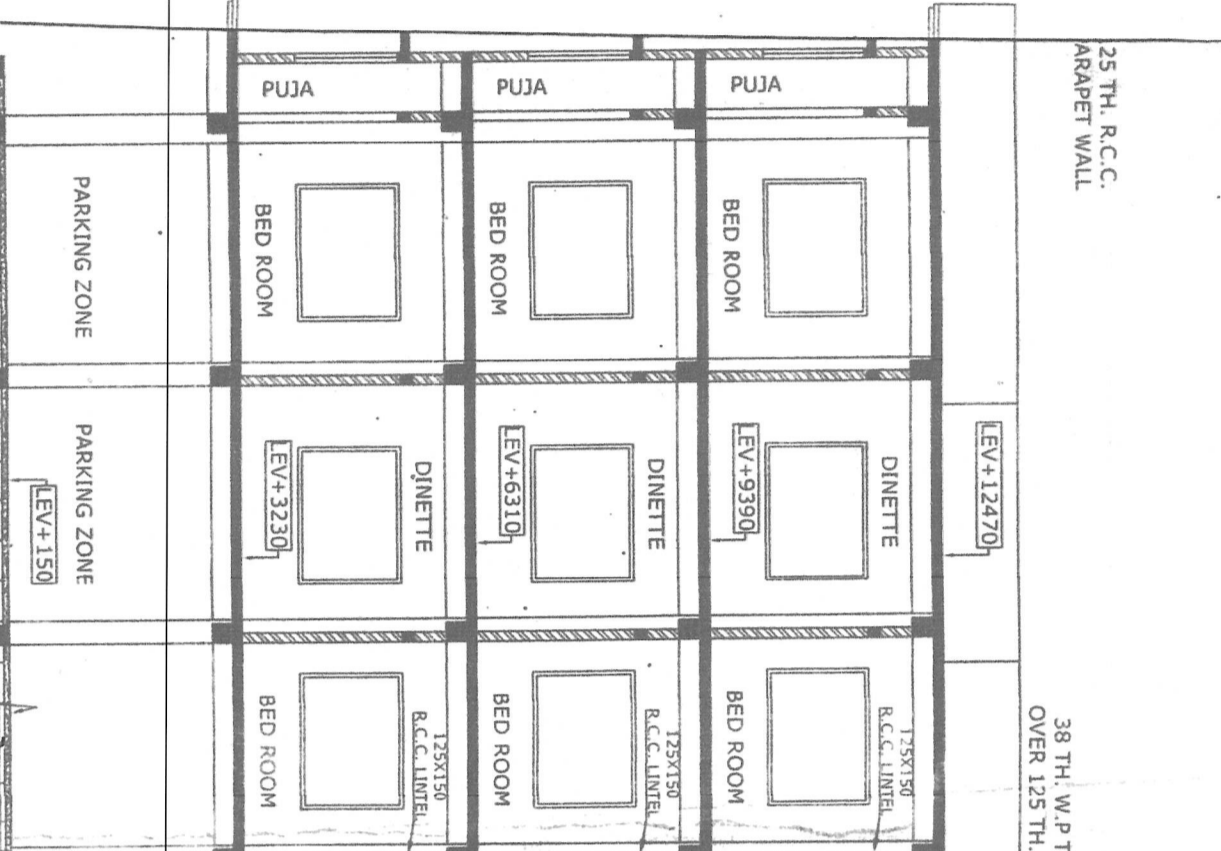 25 TH. R.C.C.
ARAPET WALL
38 TH. W.P T
OVER 125 TH.
LEV+12470
125X150
R.C.C. LINTEL
DINETTE
PUJA
LEV+9390
BED ROOM
BED ROOM
125X150
R.C.C. LINTEL
DINETTE
PUJA
LEV+6310
BED ROOM
BED ROOM
125X150
R.C.C. LINTEL
DINETTE
PUJA
LEV+3230
BED ROOM
BED ROOM
PARKING ZONE
PARKING ZONE
LEV+150